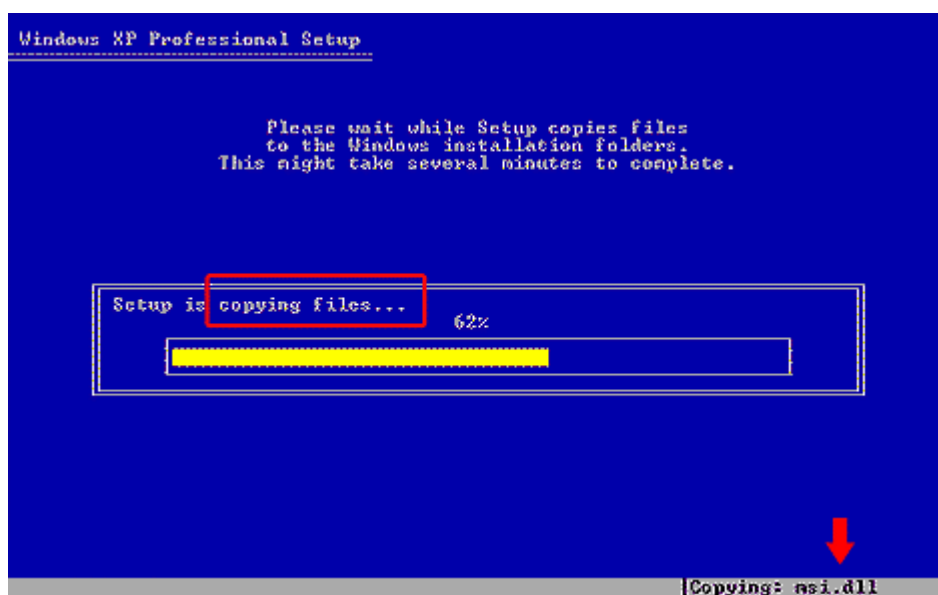 Windows XP Professional Setup
Please wait while Setup copies files
to the Windows installation folders.
This might take several minutes to complete.
Setup is copying files...
62%
Copying: msi.dll